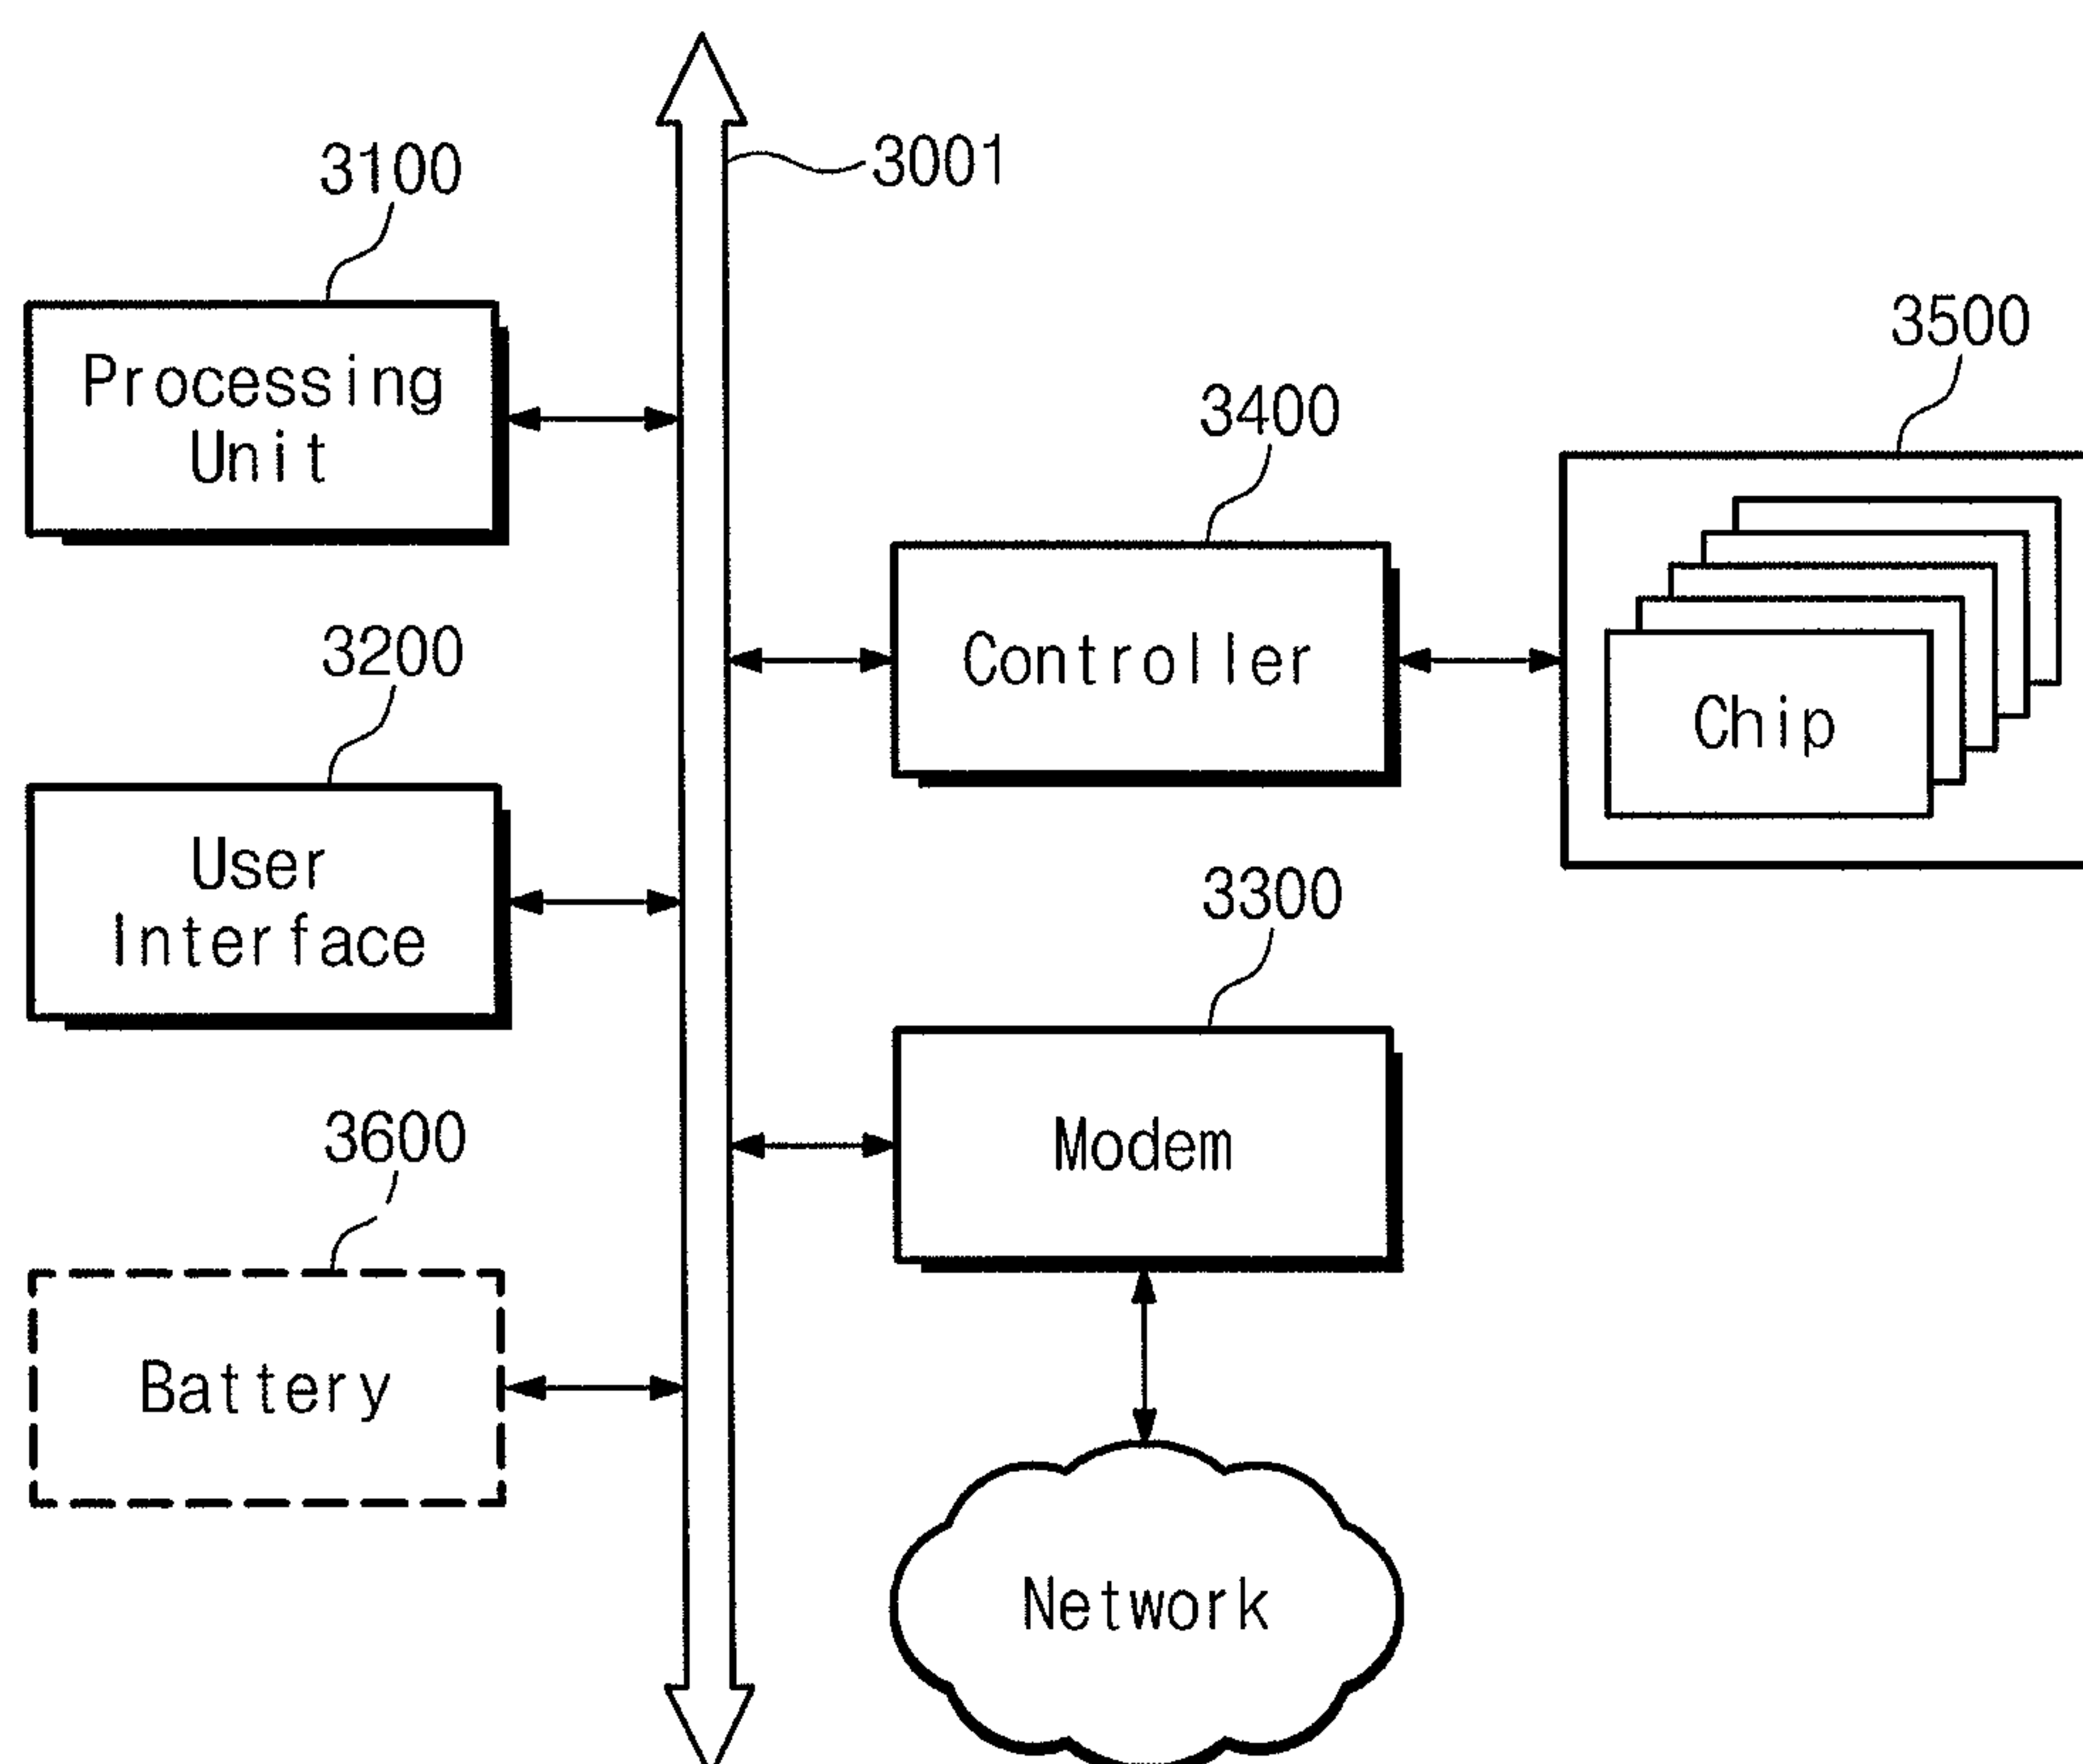 3001
3100
Processing
Unit
3500
3400
Controller
Chip
3200
User
Interface
3300
Modem
3600
Battery
Network